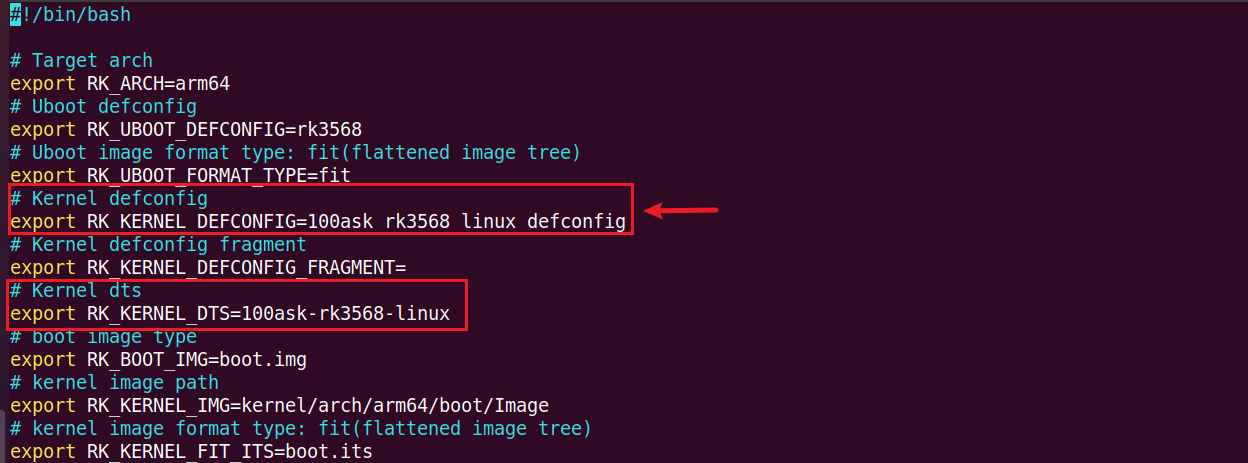 #!/bin/bash
# Target arch
export RK_ARCH=arm64
# Uboot defconfig
export RK_UBOOT_DEFCONFIG=rk3568
# Uboot image format type: fit(flattened image tree)
export RK_UBOOT_FORMAT_TYPE=fit
# Kernel defconfig
export RK_KERNEL_DEFCONFIG=100ask_rk3568_linux_defconfig
# Kernel defconfig fragment
export RK_KERNEL_DEFCONFIG_FRAGMENT=
# Kernel dts
export RK_KERNEL_DTS=100ask-rk3568-linux
# boot image type
export RK_BOOT_IMG=boot.img
# kernel image path
export RK_KERNEL_IMG=kernel/arch/arm64/boot/Image
# kernel image format type: fit(flattened image tree)
export RK_KERNEL_FIT_ITS=boot.its